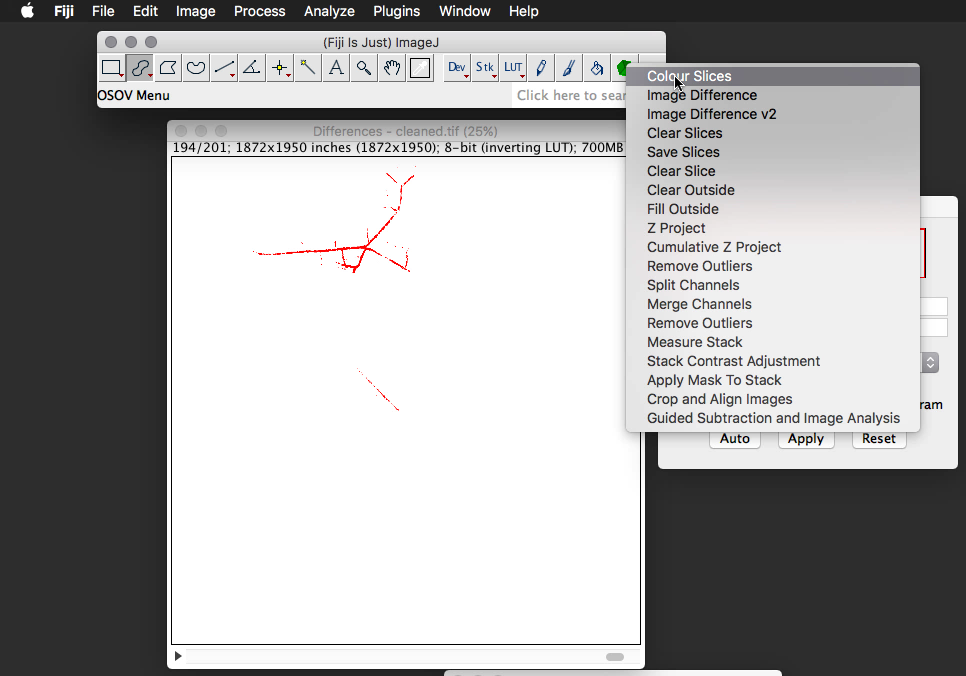 Fiji File Edit Image Process Analyze Plugins Window Help
(Fiji Is Just) ImageJ
A Dev Stk LUT
OSOV Menu
Click here to sear
Differences - cleaned.tif (25%)
194/201; 1872x1950 inches (1872x1950); 8-bit (inverting LUT); 700MB
Colour Slices
Image Difference
Image Difference v2
Clear Slices
Save Slices
Clear Slice
Clear Outside
Fill Outside
Z Project
Cumulative Z Project
Remove Outliers
Split Channels
Merge Channels
Remove Outliers
Measure Stack
Stack Contrast Adjustment
Apply Mask To Stack
Crop and Align Images
Guided Subtraction and Image Analysis
ram
Auto Apply Reset